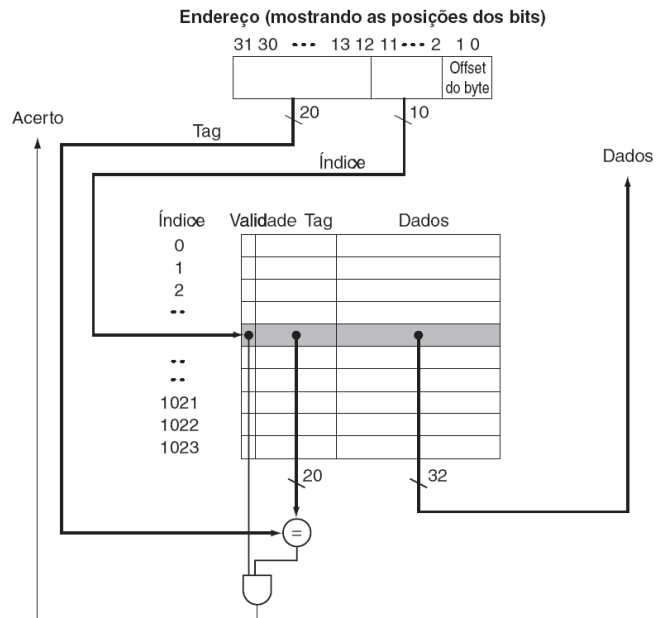 Endereço (mostrando as posições dos bits)
31 30 ••• 13 12 11 ••• 2 1 0
Offset
do byte
20
10
Acerto
Tag
Índice
Dados
Índice Validade Tag Dados
0
1
2
••
••
••
1021
1022
1023
20
32
=